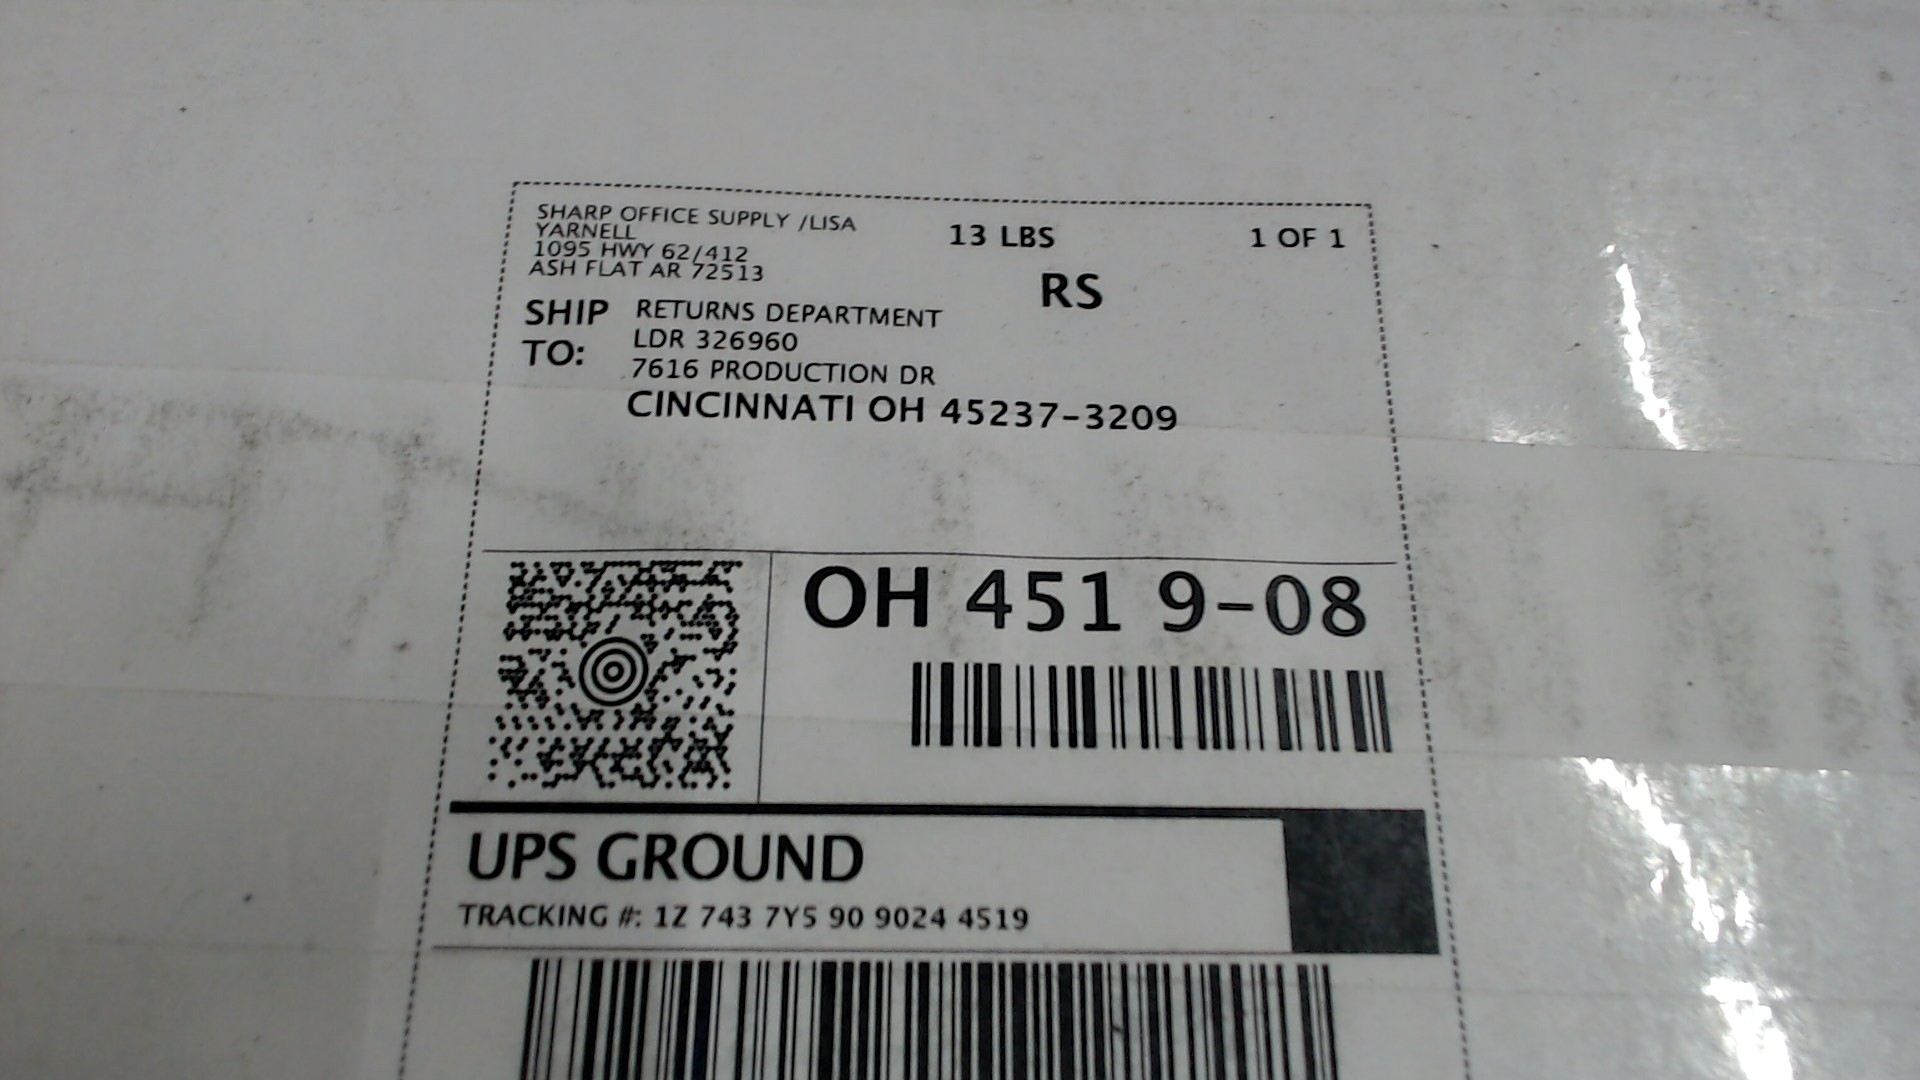 SHARP OFFICE SUPPLY /LISA
YARNELL
1095 HWY 62/412
ASH FLAT AR 72513
13 LBS
1 OF 1
RS
SHIP TO:
RETURNS DEPARTMENT
LDR 326960
7616 PRODUCTION DR
CINCINNATI OH 45237-3209
OH 451 9-08
UPS GROUND
TRACKING #: 1Z 743 7Y5 90 9024 4519